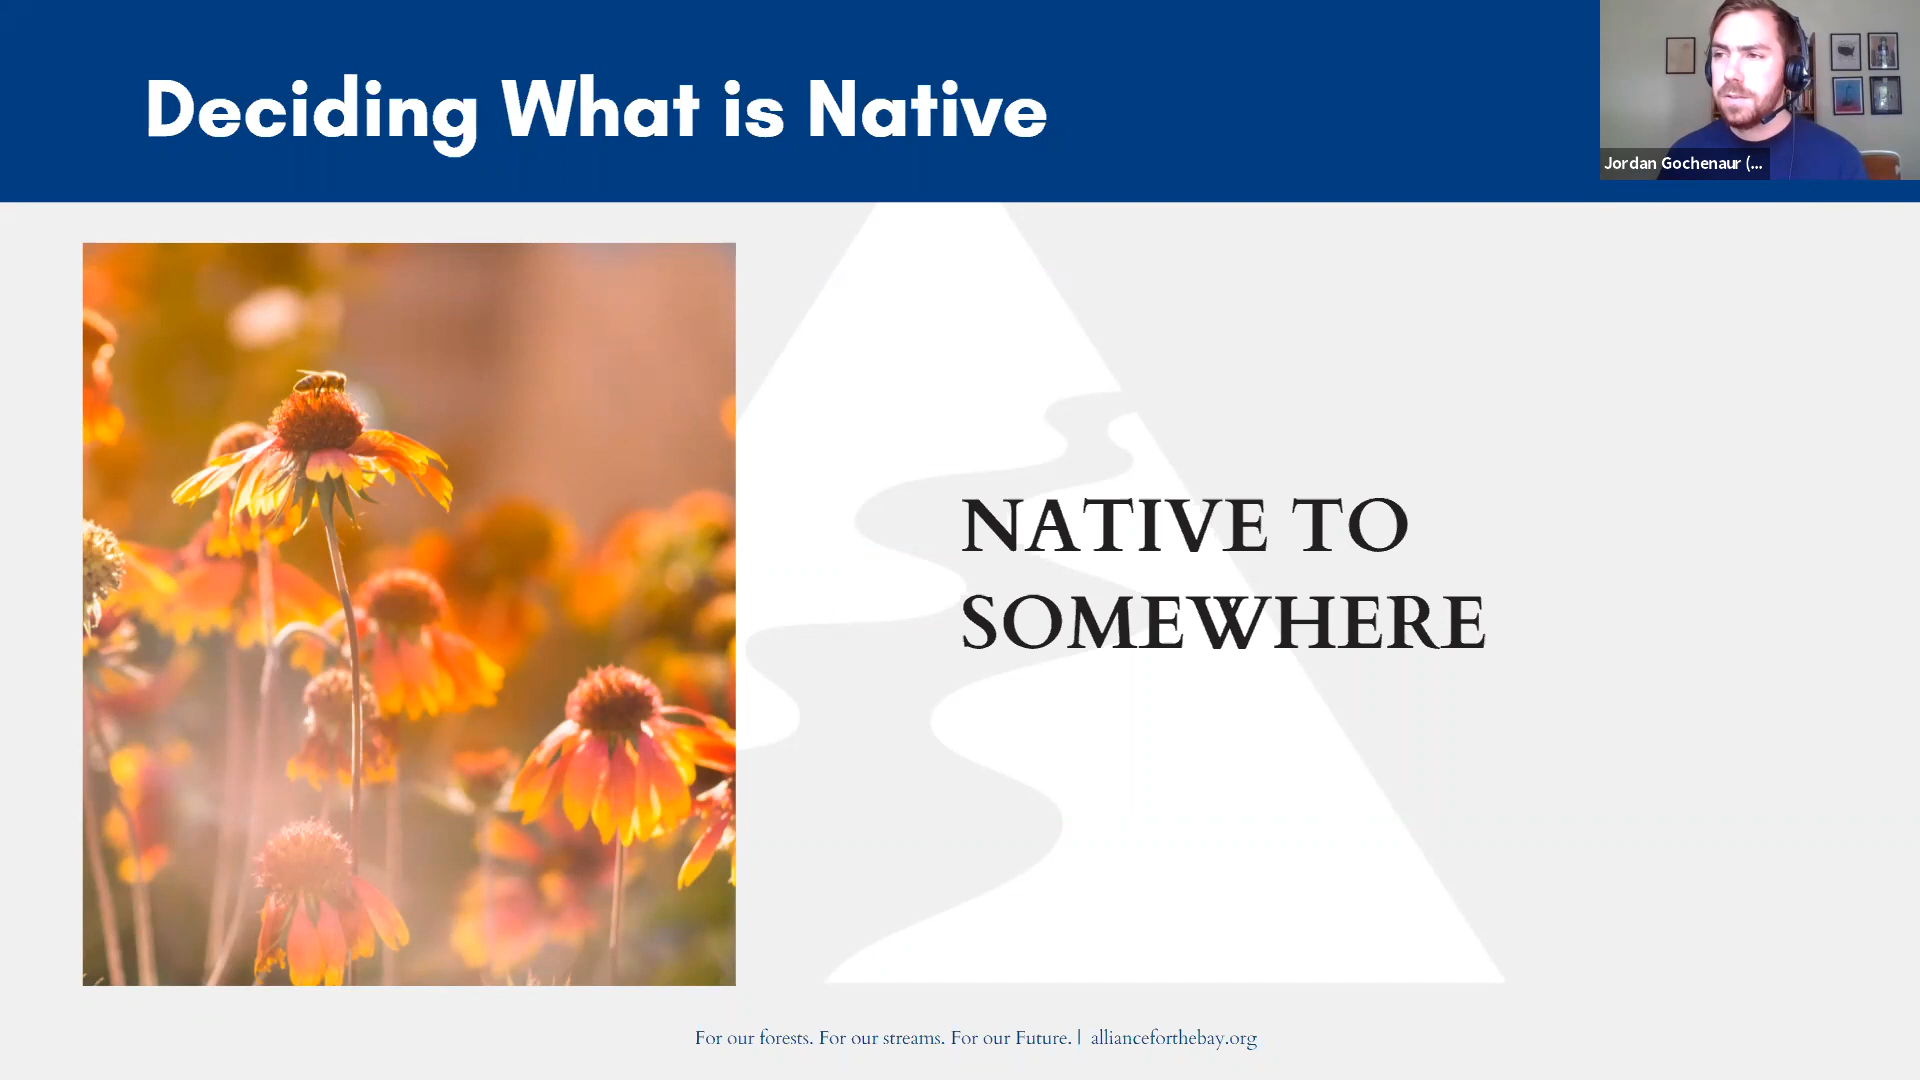 Deciding What is Native
Jordan Gochenaur (...
NATIVE TO
SOMEWHERE
For our forests. For our streams. For our Future. | allianceforthebay.org